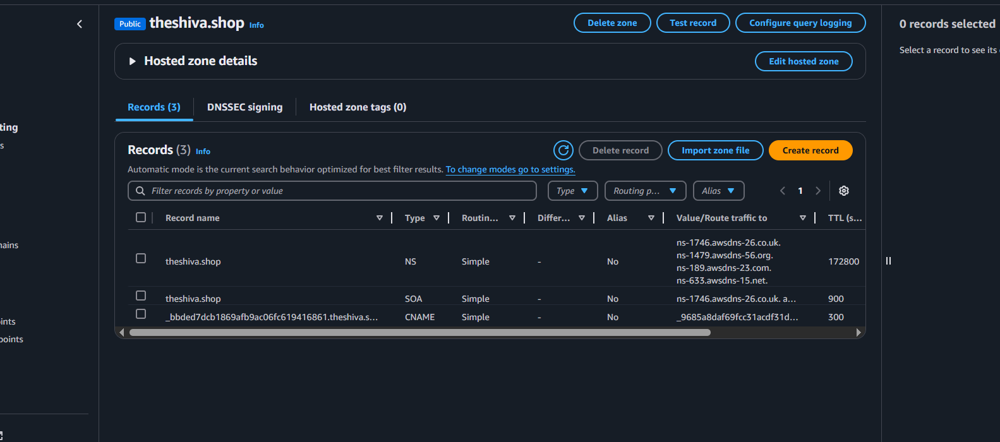 Public theshiva.shop Info
Delete zone
Test record
Configure query logging
0 records selected
Select a record to see its
Hosted zone details
Edit hosted zone
Records (3)
DNSSEC signing
Hosted zone tags (0)
Records (3) Info
Delete record
Import zone file
Create record
Automatic mode is the current search behavior optimized for best filter results. To change modes go to settings.
Filter records by property or value
Type
Routing p...
Alias
1
Record name
Type
Routin...
Differ...
Alias
Value/Route traffic to
TTL (s...
theshiva.shop
NS
Simple
-
No
ns-1746.awsdns-26.co.uk.
ns-1479.awsdns-56.org.
ns-189.awsdns-23.com.
ns-633.awsdns-15.net.
172800
theshiva.shop
SOA
Simple
-
No
ns-1746.awsdns-26.co.uk. a...
900
_bbded7dcb1869afb9ac06fc619416861.theshiva.s...
CNAME
Simple
-
No
_9685a8daf69fcc31acdf31d...
300
ting
s
nains
ints
points